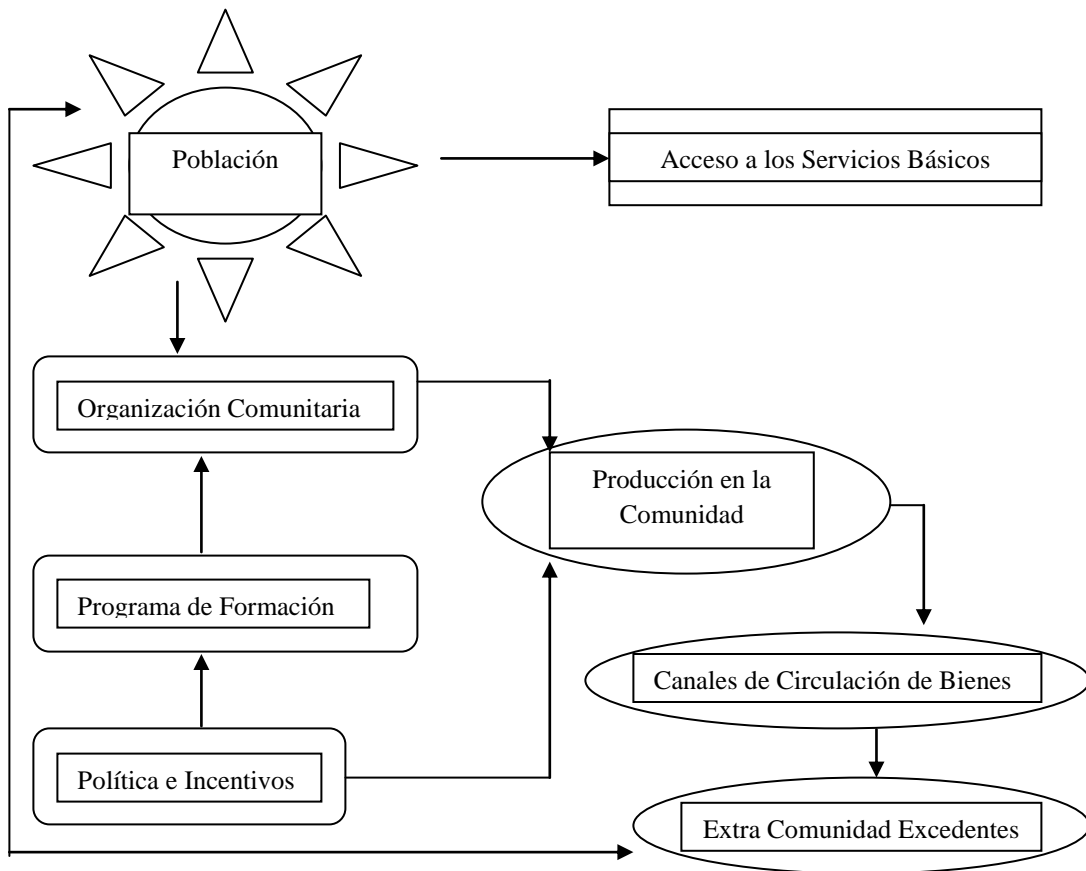 Población
Acceso a los Servicios Básicos
Organización Comunitaria
Producción en la
Comunidad
Programa de Formación
Canales de Circulación de Bienes
Política e Incentivos
Extra Comunidad Excedentes